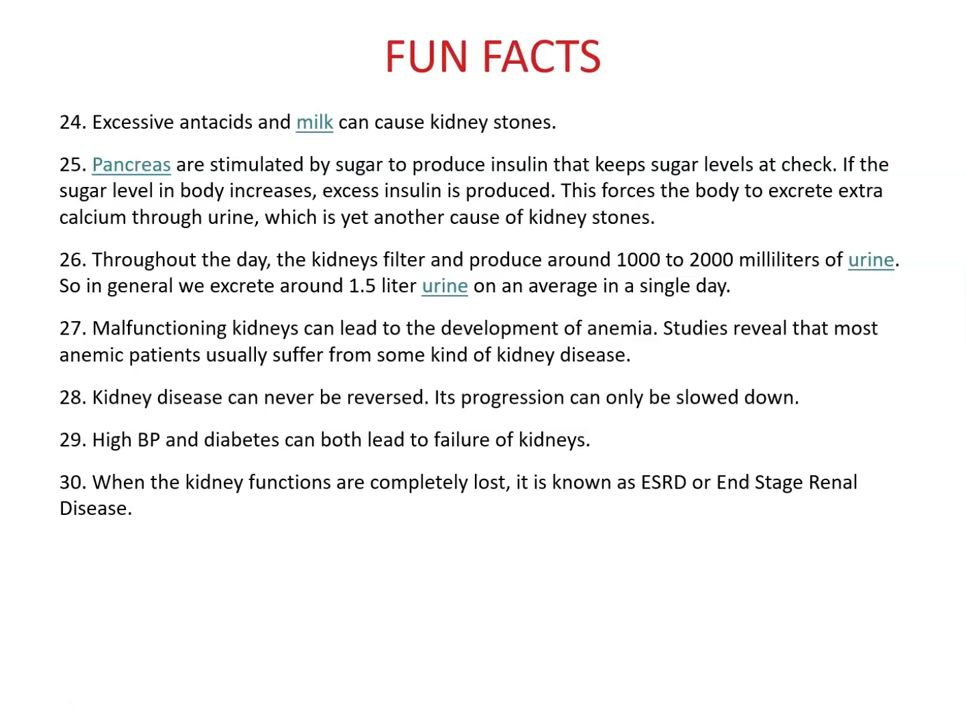 FUN FACTS
24. Excessive antacids and milk can cause kidney stones.
25. Pancreas are stimulated by sugar to produce insulin that keeps sugar levels at check. If the
sugar level in body increases, excess insulin is produced. This forces the body to excrete extra
calcium through urine, which is yet another cause of kidney stones.
26. Throughout the day, the kidneys filter and produce around 1000 to 2000 milliliters of urine.
So in general we excrete around 1.5 liter urine on an average in a single day.
27. Malfunctioning kidneys can lead to the development of anemia. Studies reveal that most
anemic patients usually suffer from some kind of kidney disease.
28. Kidney disease can never be reversed. Its progression can only be slowed down.
29. High BP and diabetes can both lead to failure of kidneys.
30. When the kidney functions are completely lost, it is known as ESRD or End Stage Renal
Disease.